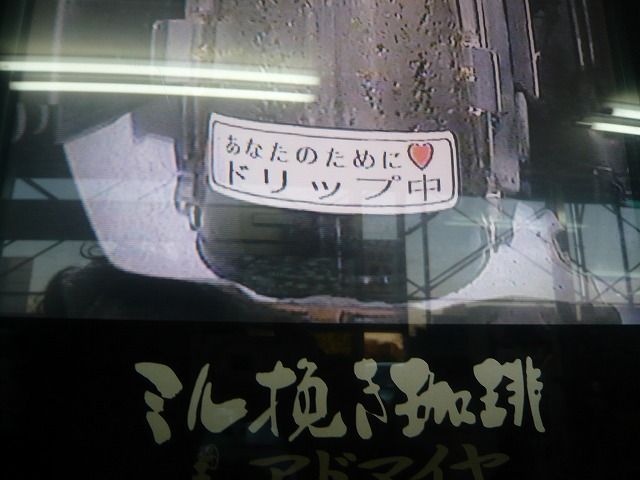 あなたのために♥
ドリップ中
ミル挽き珈琲
アドマイヤ